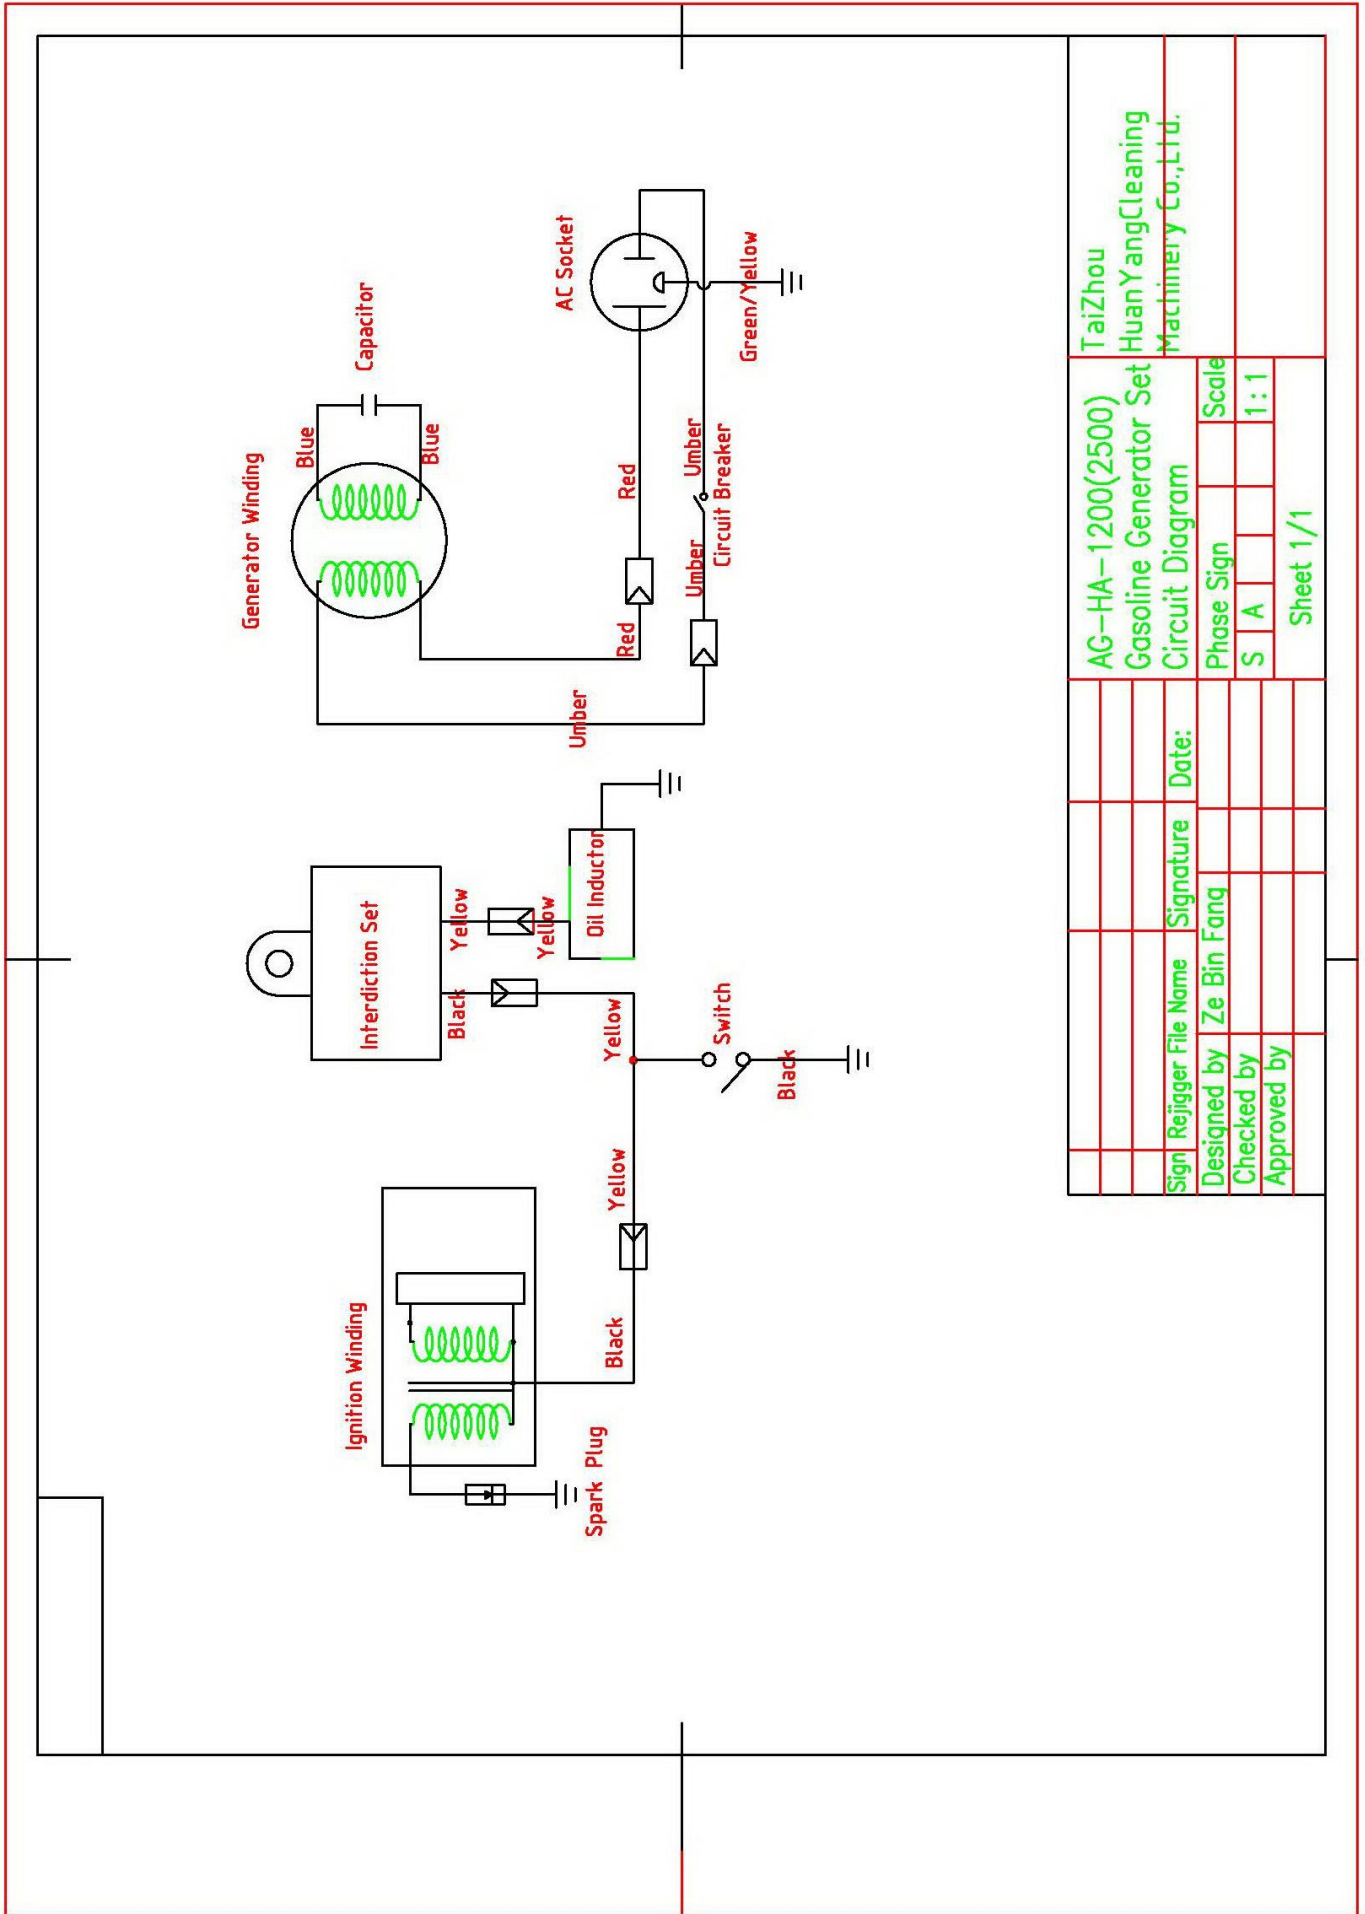 Spark Plug
Ignition Winding
Black
Yellow
Yellow
Switch
Black
Interdiction Set
Black
Yellow
Yellow
Oil Inductor
Generator Winding
Blue
Blue
Capacitor
Umber
Red
Red
Umber
Umber
Circuit Breaker
AC Socket
Green/Yellow
Sign
Rejigger File Name
Signature
Date:
Designed by
Ze Bin Fang
Checked by
Approved by
AG-HA-1200(2500)
Gasoline Generator Set
Circuit Diagram
Phase Sign
Scale
S
A
1:1
Sheet 1/1
TaiZhou
HuanYangCleaning
Machinery Co.,Ltd.